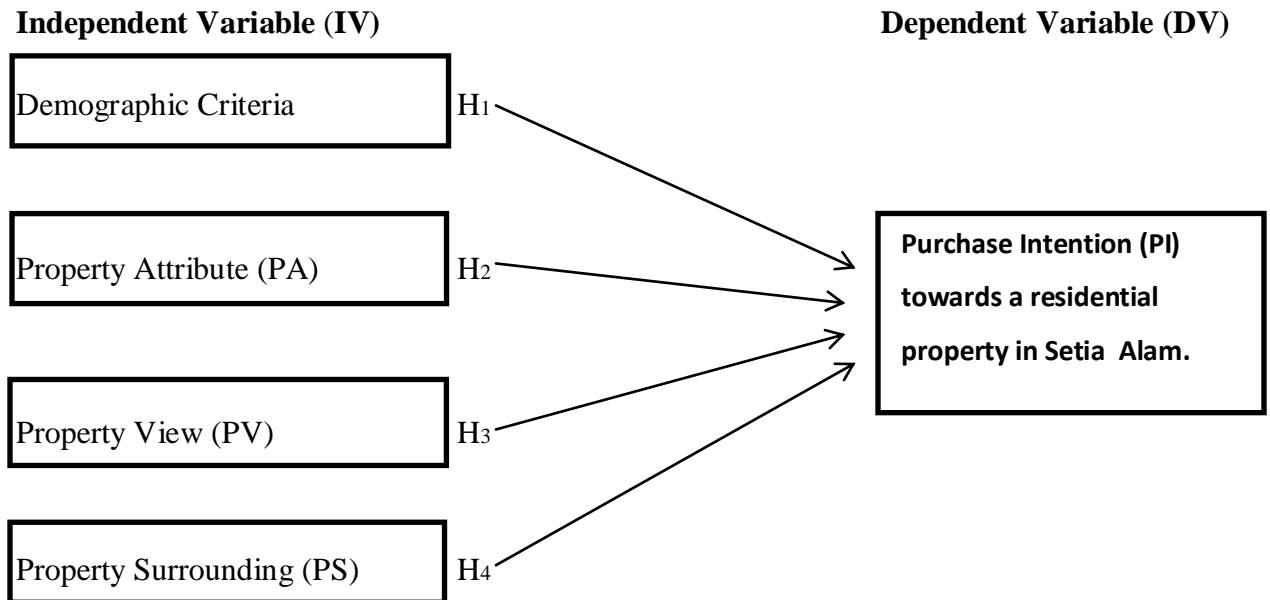 Independent Variable (IV)
Dependent Variable (DV)
Demographic Criteria
H1
Property Attribute (PA)
H2
Purchase Intention (PI)
towards a residential
property in Setia Alam.
Property View (PV)
H3
Property Surrounding (PS)
H4